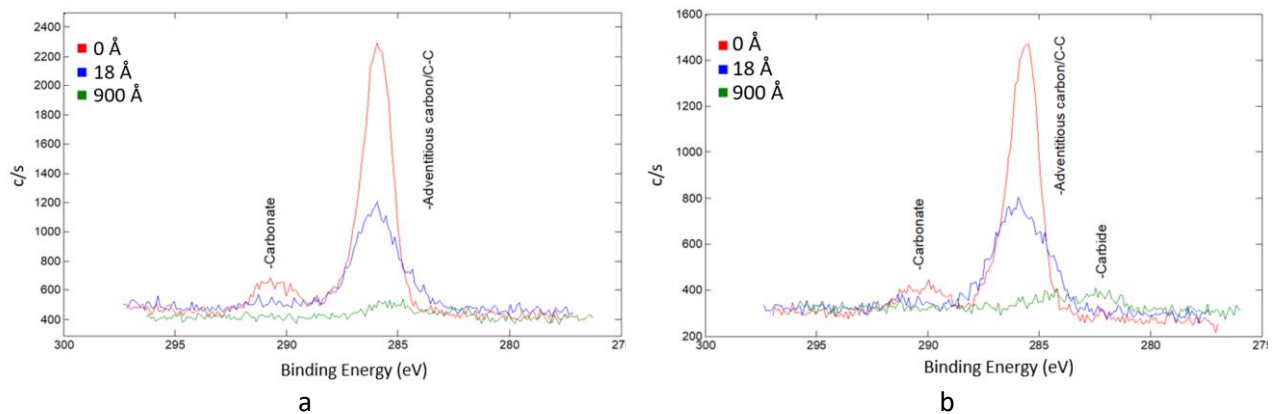 2400
2200
2000
1800
1600
1400
1200
1000
800
600
400
c/s
0 Å
18 Å
900 Å
-Carbonate
-Adventitious carbon/C-C
300
295
290
285
280
275
Binding Energy (eV)
a
1600
1400
1200
1000
800
600
400
200
c/s
0 Å
18 Å
900 Å
-Carbonate
-Adventitious carbon/C-C
-Carbide
300
295
290
285
280
275
Binding Energy (eV)
b